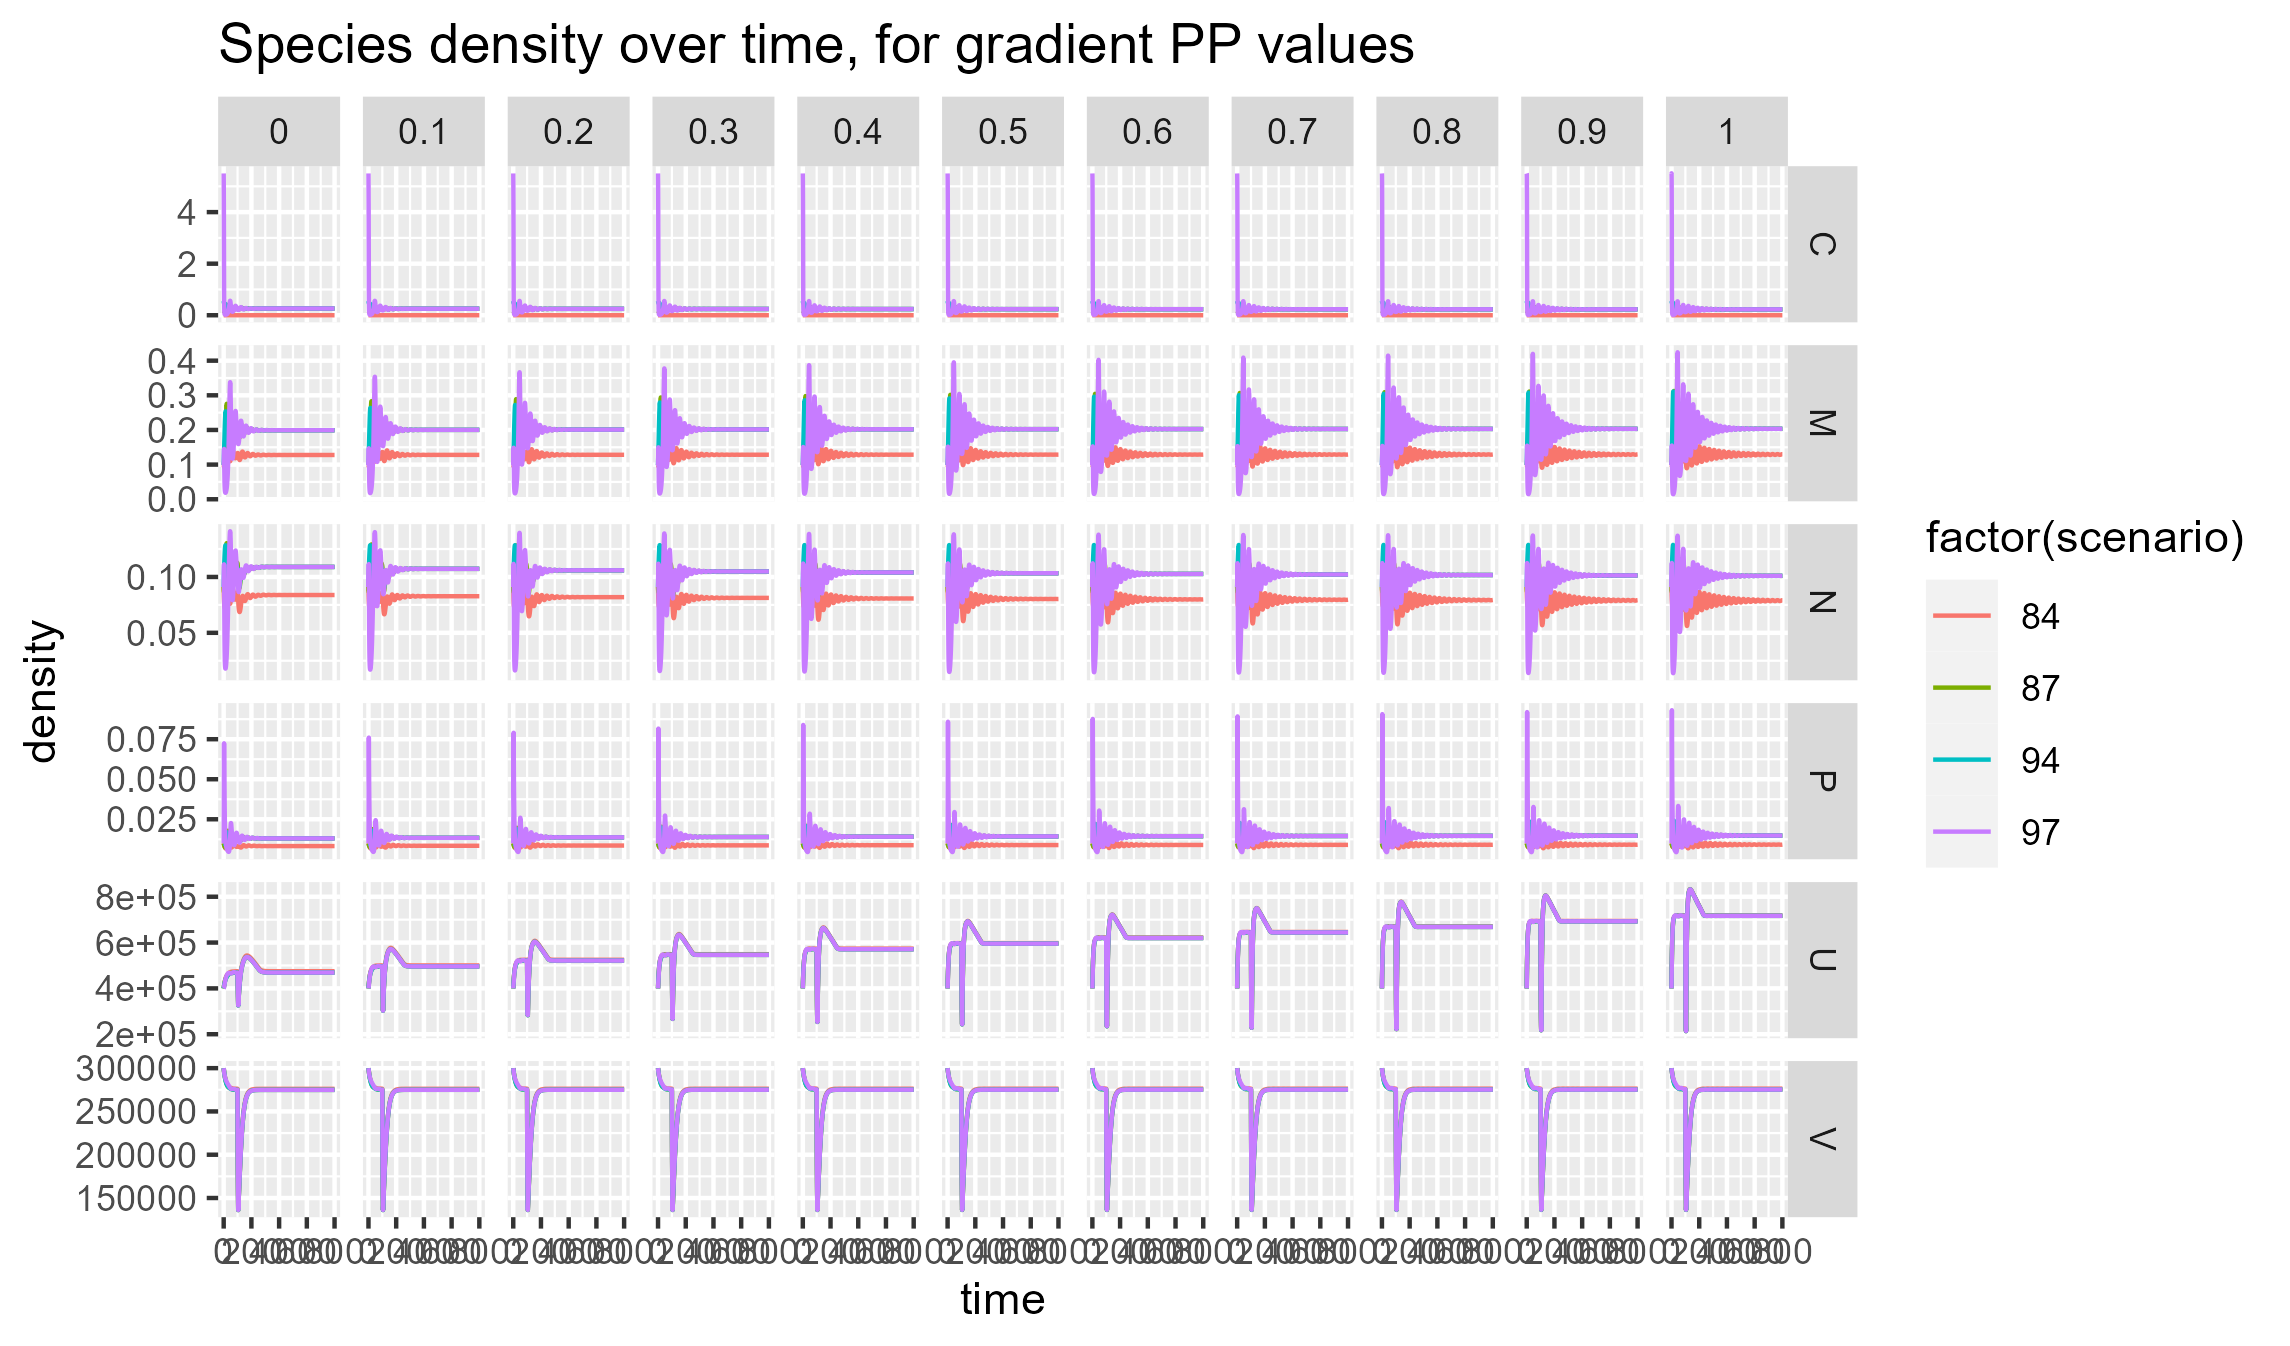 Species density over time, for gradient PP values
0 0.1 0.2 0.3 0.4 0.5 0.6 0.7 0.8 0.9 1
4
2
0
C
0.4
0.3
0.2
0.1
0.0
M
0.10
0.05
N
0.075
0.050
0.025
P
8e+05
6e+05
4e+05
2e+05
U
300000
250000
200000
150000
V
density
time
factor(scenario)
84
87
94
97